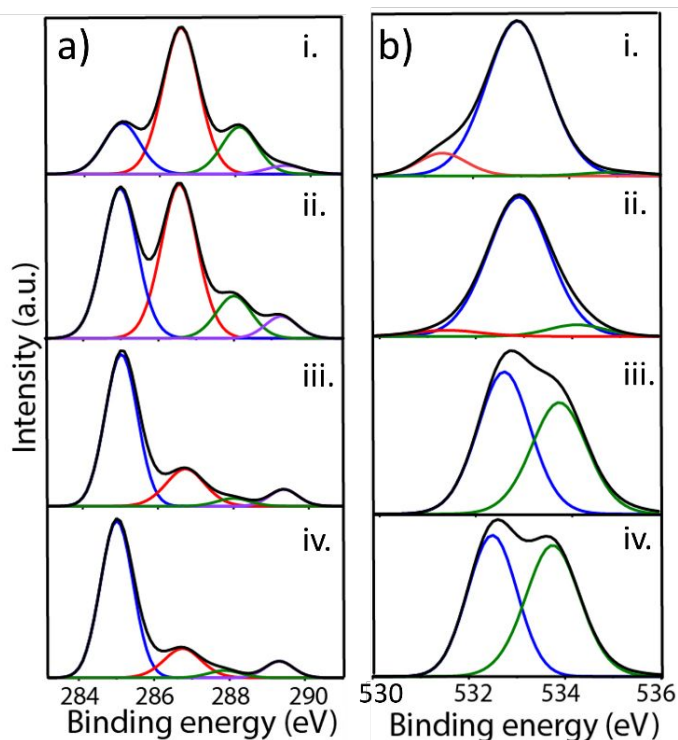 a) i.
ii.
iii.
iv.
b) i.
ii.
iii.
iv.
Intensity (a.u.)
284 286 288 290
Binding energy (eV)
530 532 534 536
Binding energy (eV)